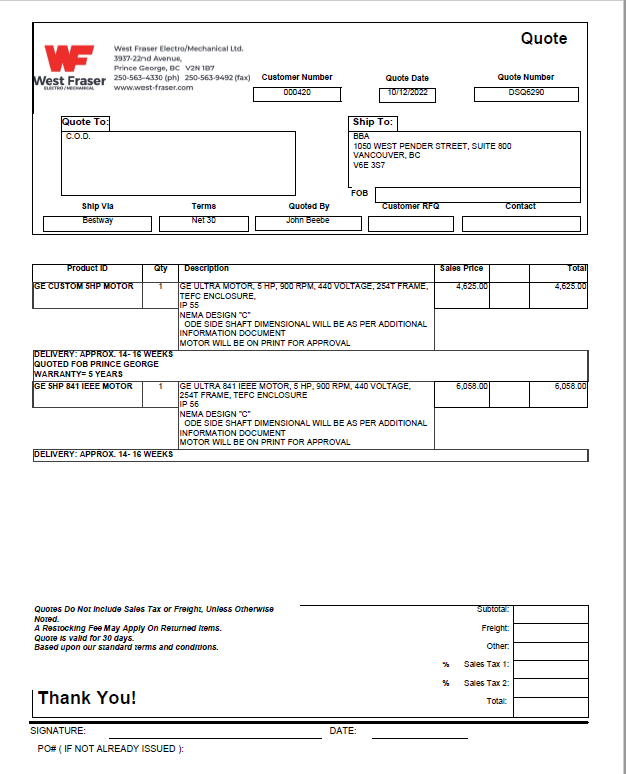 Quote
WF
West Fraser
ELECTRO / MECHANICAL
West Fraser Electro/Mechanical Ltd.
3937-22nd Avenue,
Prince George, BC V2N 1B7
250-563-4330 (ph) 250-563-9492 (fax)
www.west-fraser.com
Customer Number Quote Date Quote Number
000420 10/12/2022 DSQ6290
Quote To: Ship To:
C.O.D. BBA
1050 WEST PENDER STREET, SUITE 800
VANCOUVER, BC
V6E 3S7
FOB
Ship Via Terms Quoted By Customer RFQ Contact
Bestway Net 30 John Beebe
Product ID Qty Description Sales Price Total
GE CUSTOM 5HP MOTOR 1 GE ULTRA MOTOR, 5 HP, 900 RPM, 440 VOLTAGE, 254T FRAME, 4,625.00 4,625.00
TEFC ENCLOSURE,
IP 55
NEMA DESIGN "C"
ODE SIDE SHAFT DIMENSIONAL WILL BE AS PER ADDITIONAL
INFORMATION DOCUMENT
MOTOR WILL BE ON PRINT FOR APPROVAL
DELIVERY: APPROX. 14- 16 WEEKS
QUOTED FOB PRINCE GEORGE
WARRANTY= 5 YEARS
GE 5HP 841 IEEE MOTOR 1 GE ULTRA 841 IEEE MOTOR, 5 HP, 900 RPM, 440 VOLTAGE, 6,058.00 6,058.00
254T FRAME, TEFC ENCLOSURE
IP 56
NEMA DESIGN "C"
ODE SIDE SHAFT DIMENSIONAL WILL BE AS PER ADDITIONAL
INFORMATION DOCUMENT
MOTOR WILL BE ON PRINT FOR APPROVAL
DELIVERY: APPROX. 14- 16 WEEKS
Quotes Do Not Include Sales Tax or Freight, Unless Otherwise
Noted.
A Restocking Fee May Apply On Returned Items.
Quote is valid for 30 days.
Based upon our standard terms and conditions.
Subtotal:
Freight:
Other:
% Sales Tax 1:
% Sales Tax 2:
Total:
Thank You!
SIGNATURE: DATE:
PO# ( IF NOT ALREADY ISSUED ):